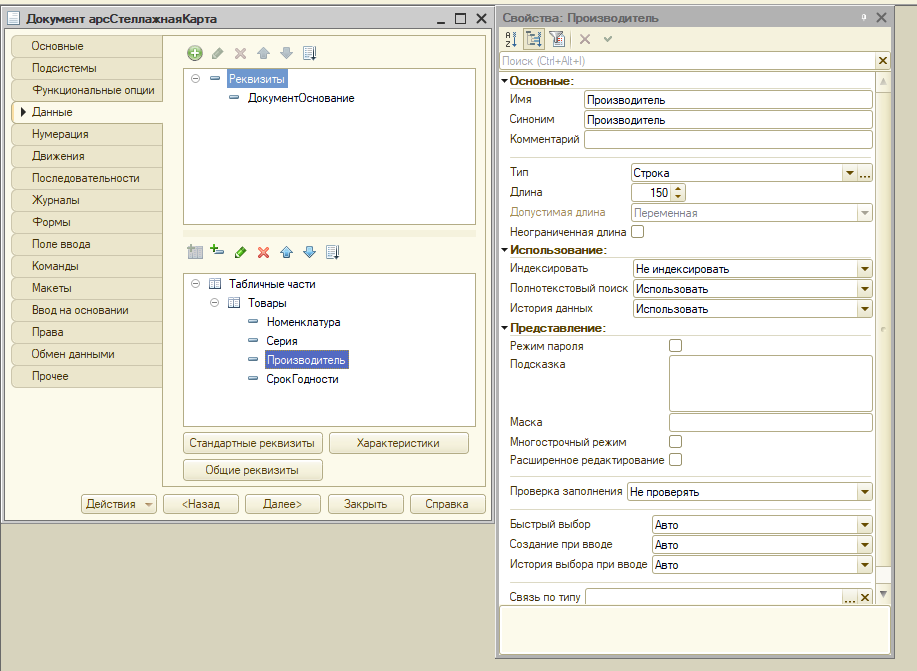 Документ арсСтеллажнаяКарта
Основные
Подсистемы
Функциональные опции
Данные
Нумерация
Движения
Последовательности
Журналы
Формы
Поле ввода
Команды
Макеты
Ввод на основании
Права
Обмен данными
Прочее
Реквизиты
ДокументОснование
Табличные части
Товары
Номенклатура
Серия
Производитель
СрокГодности
Стандартные реквизиты
Характеристики
Общие реквизиты
Действия
<Назад
Далее>
Закрыть
Справка
Свойства: Производитель
Поиск (Ctrl+Alt+I)
Основные:
Имя Производитель
Синоним Производитель
Комментарий
Тип Строка ...
Длина 150
Допустимая длина Переменная
Неограниченная длина
Использование:
Индексировать Не индексировать
Полнотекстовый поиск Использовать
История данных Использовать
Представление:
Режим пароля
Подсказка
Маска
Многострочный режим
Расширенное редактирование
Проверка заполнения Не проверять
Быстрый выбор Авто
Создание при вводе Авто
История выбора при вводе Авто
Связь по типу ...